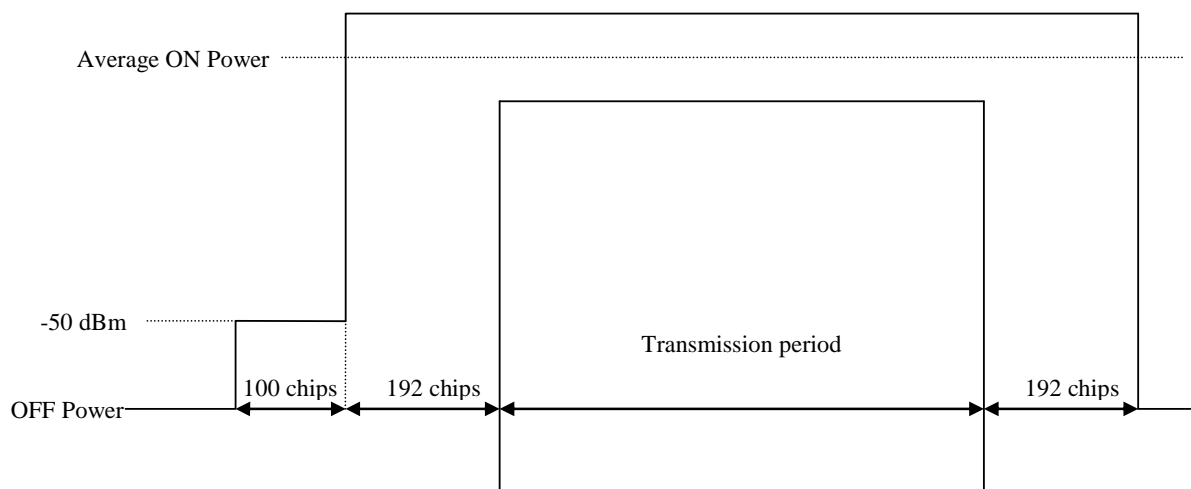 Average ON Power
-50 dBm
Transmission period
100 chips
192 chips
192 chips
OFF Power